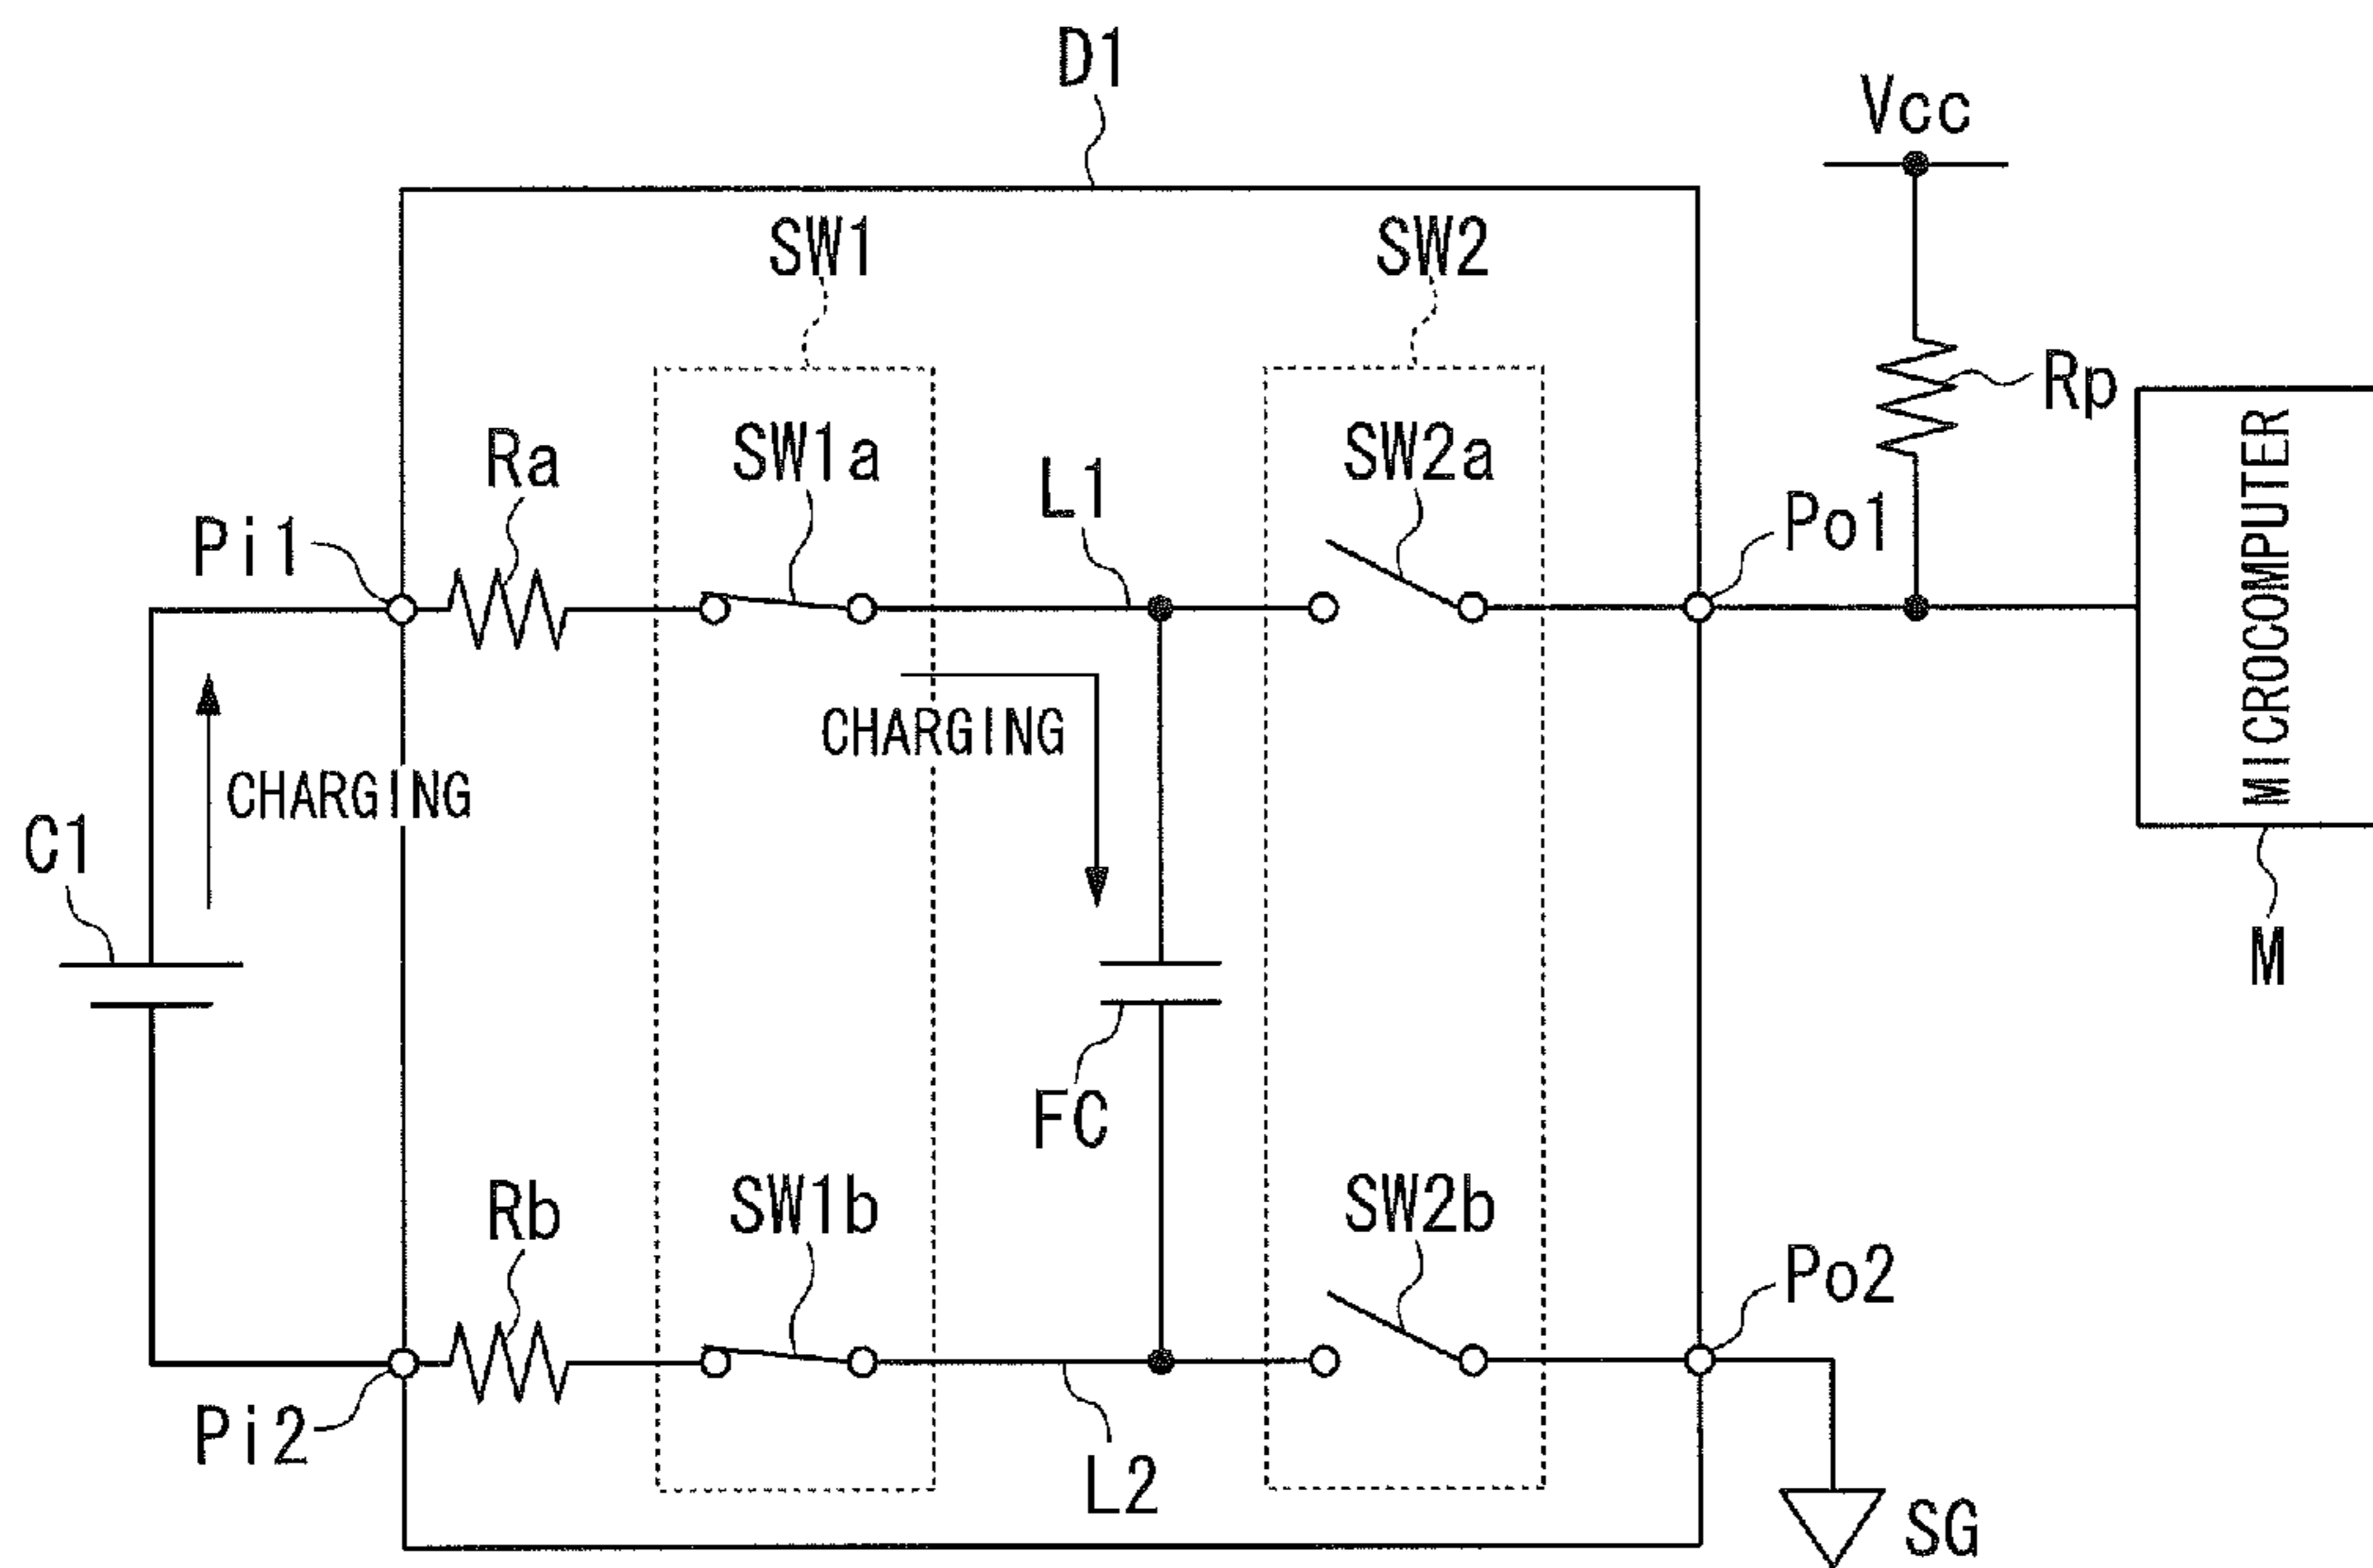 D1
Vcc
SW1
SW2
Rp
Ra
SW1a
L1
SW2a
Po1
Pi1
MICROCOMPUTER
CHARGING
CHARGING
C1
M
FC
Rb
SW1b
SW2b
Po2
Pi2
L2
SG